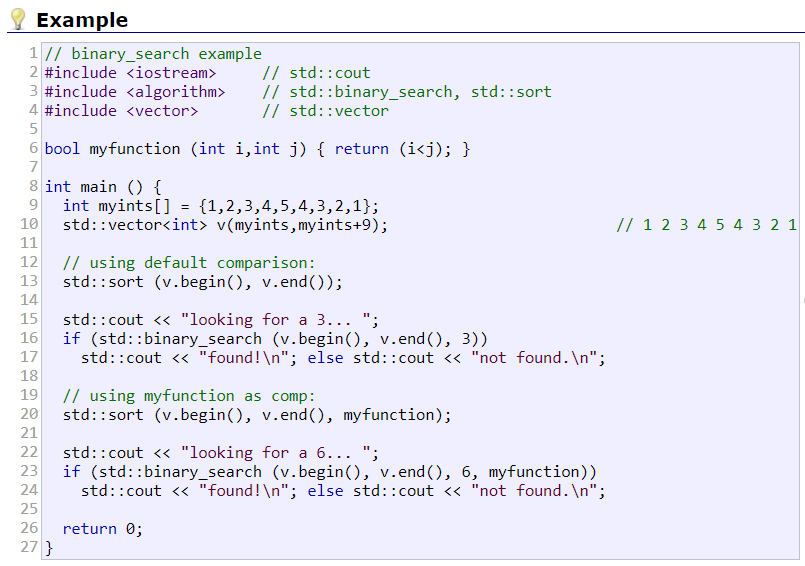 Example
1 // binary_search example
2 #include <iostream>     // std::cout
3 #include <algorithm>    // std::binary_search, std::sort
4 #include <vector>       // std::vector
5
6 bool myfunction (int i,int j) { return (i<j); }
7
8 int main () {
9   int myints[] = {1,2,3,4,5,4,3,2,1};
10   std::vector<int> v(myints,myints+9);                         // 1 2 3 4 5 4 3 2 1
11
12   // using default comparison:
13   std::sort (v.begin(), v.end());
14
15   std::cout << "looking for a 3... ";
16   if (std::binary_search (v.begin(), v.end(), 3))
17     std::cout << "found!\n"; else std::cout << "not found.\n";
18
19   // using myfunction as comp:
20   std::sort (v.begin(), v.end(), myfunction);
21
22   std::cout << "looking for a 6... ";
23   if (std::binary_search (v.begin(), v.end(), 6, myfunction))
24     std::cout << "found!\n"; else std::cout << "not found.\n";
25
26   return 0;
27 }